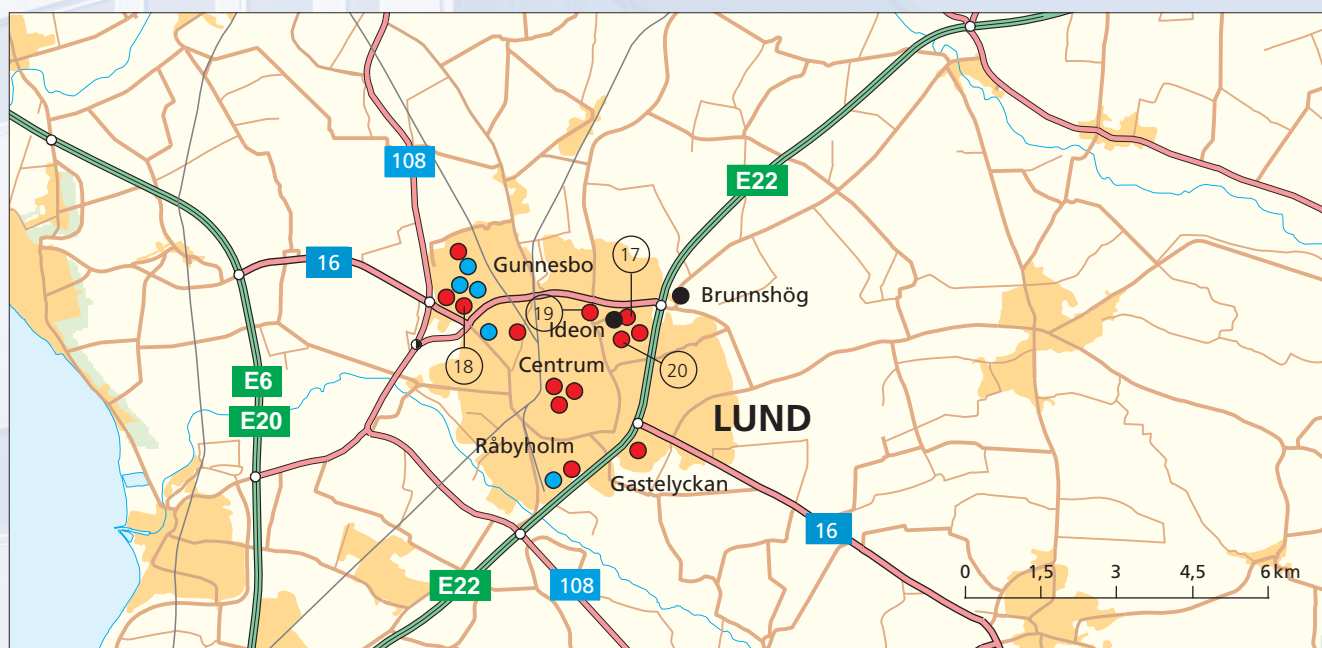 108
E22
16
Gunnesbo
17
Brunnshög
19
Ideon
18
Centrum
20
E6
E20
LUND
Råbyholm
Gastelyckan
16
E22
108
0 1,5 3 4,5 6 km